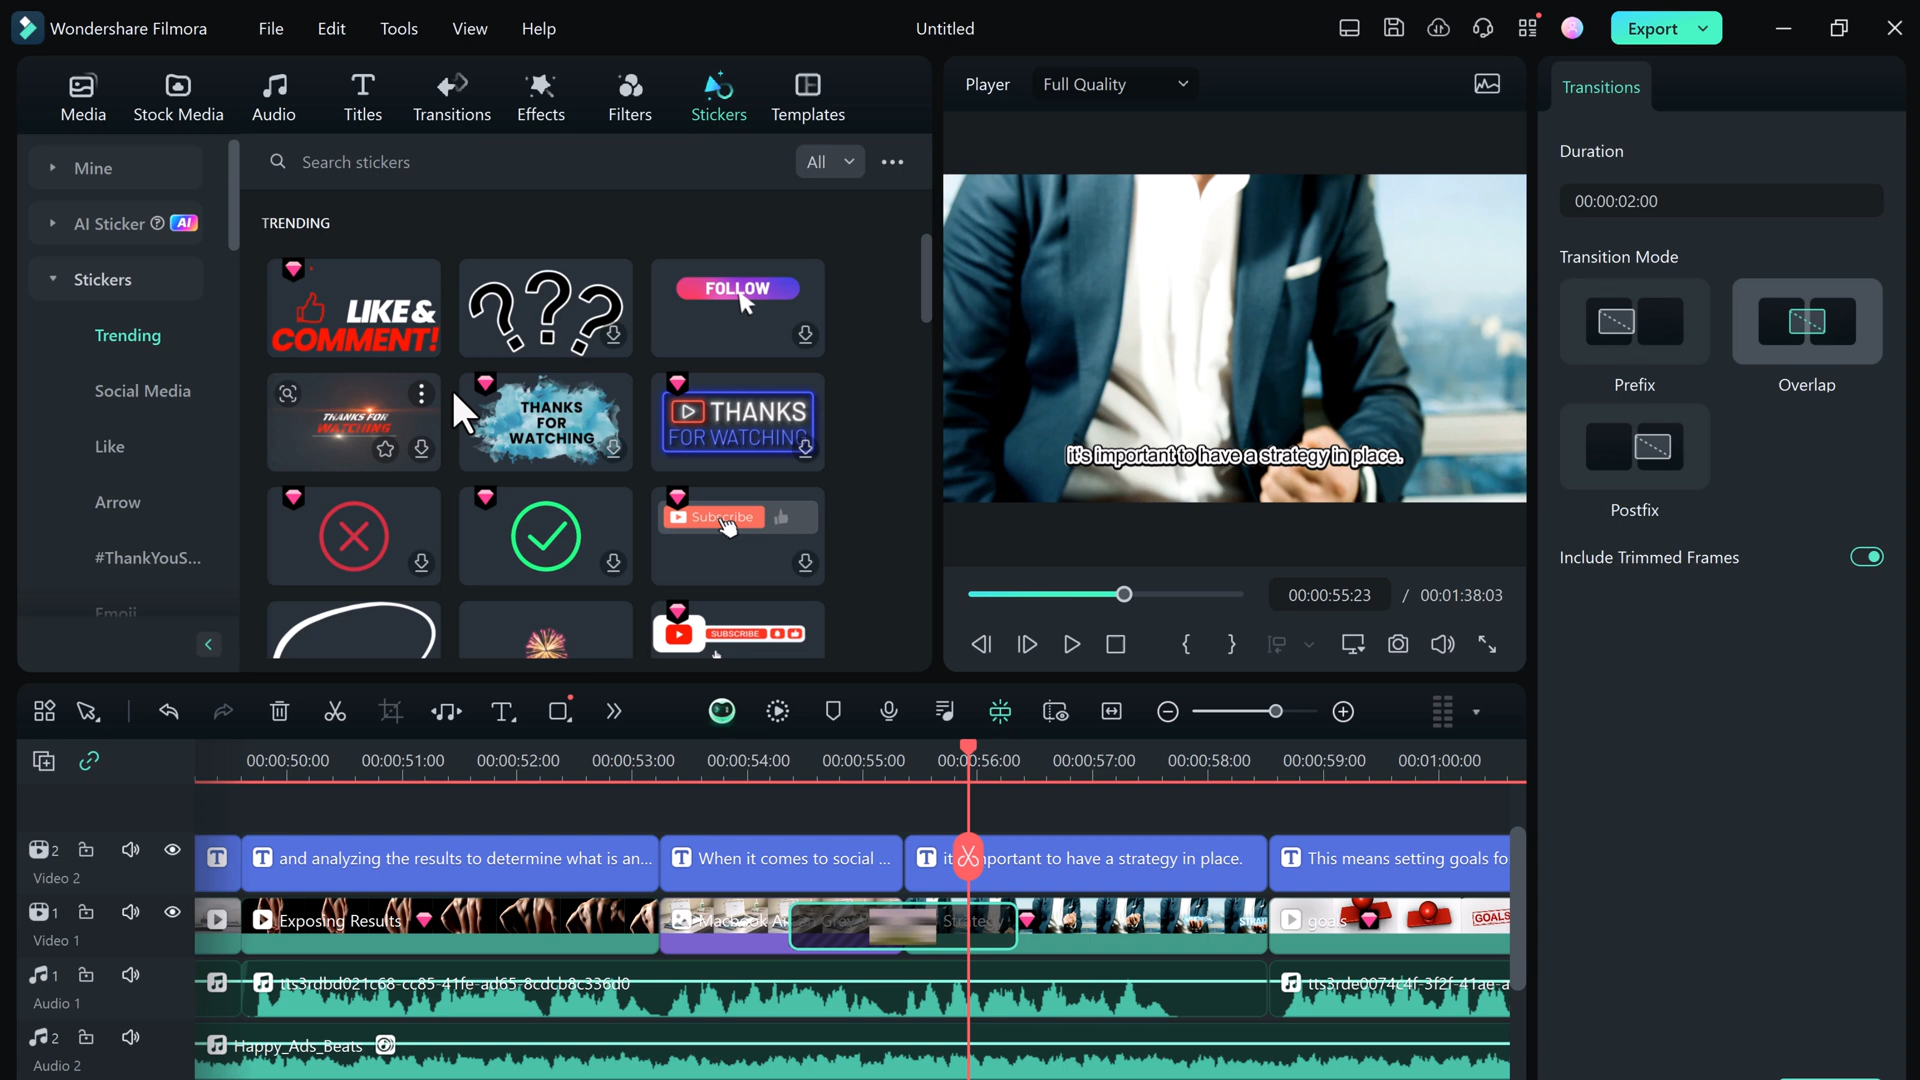 Wondershare Filmora
File
Edit
Tools
View
Help
Untitled
Export
Media
Stock Media
Audio
Titles
Transitions
Effects
Filters
Stickers
Templates
Player
Full Quality
Transitions
Mine
AI Sticker
AI
Stickers
Trending
Social Media
Like
Arrow
#ThankYouS...
Emoji
Search stickers
All
TRENDING
LIKE &
COMMENT!
???
FOLLOW
THANKS FOR
WATCHING
THANKS
FOR
WATCHING
THANKS
FOR WATCHING
Subscribe
SUBSCRIBE
it's important to have a strategy in place.
00:00:55:23
/
00:01:38:03
Duration
00:00:02:00
Transition Mode
Prefix
Overlap
Postfix
Include Trimmed Frames
00:00:50:00
00:00:51:00
00:00:52:00
00:00:53:00
00:00:54:00
00:00:55:00
00:00:56:00
00:00:57:00
00:00:58:00
00:00:59:00
00:01:00:00
2
Video 2
and analyzing the results to determine what is an...
When it comes to social ...
portant to have a strategy in place.
This means setting goals fo
1
Video 1
Exposing Results
Macbook
Strategy
goals
GOALS
1
Audio 1
tts3rdbd021c68-cc85-41fe-ad65-8cdcb8c336d0
tts3rde0074c4f-3f2f-41ae-a
2
Audio 2
Happy_Ads_Beats